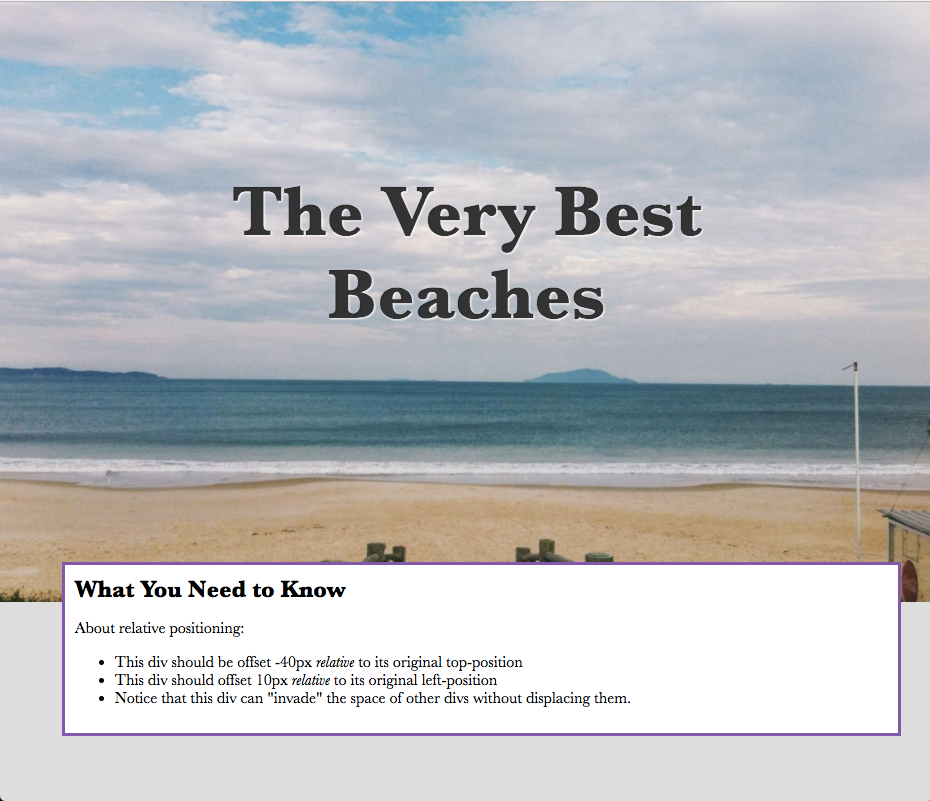 The Very Best
Beaches
What You Need to Know
About relative positioning:
This div should be offset -40px relative to its original top-position
This div should offset 10px relative to its original left-position
Notice that this div can "invade" the space of other divs without displacing them.